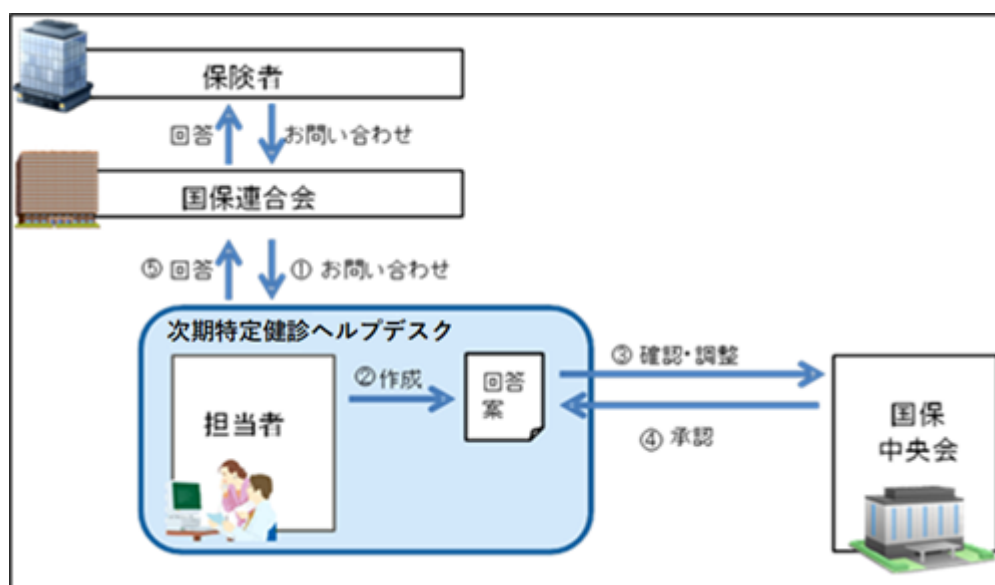 保険者
回答
お問い合わせ
国保連合会
⑤ 回答
① お問い合わせ
次期特定健診ヘルプデスク
担当者
② 作成
回答
案
③ 確認・調整
④ 承認
国保
中央会